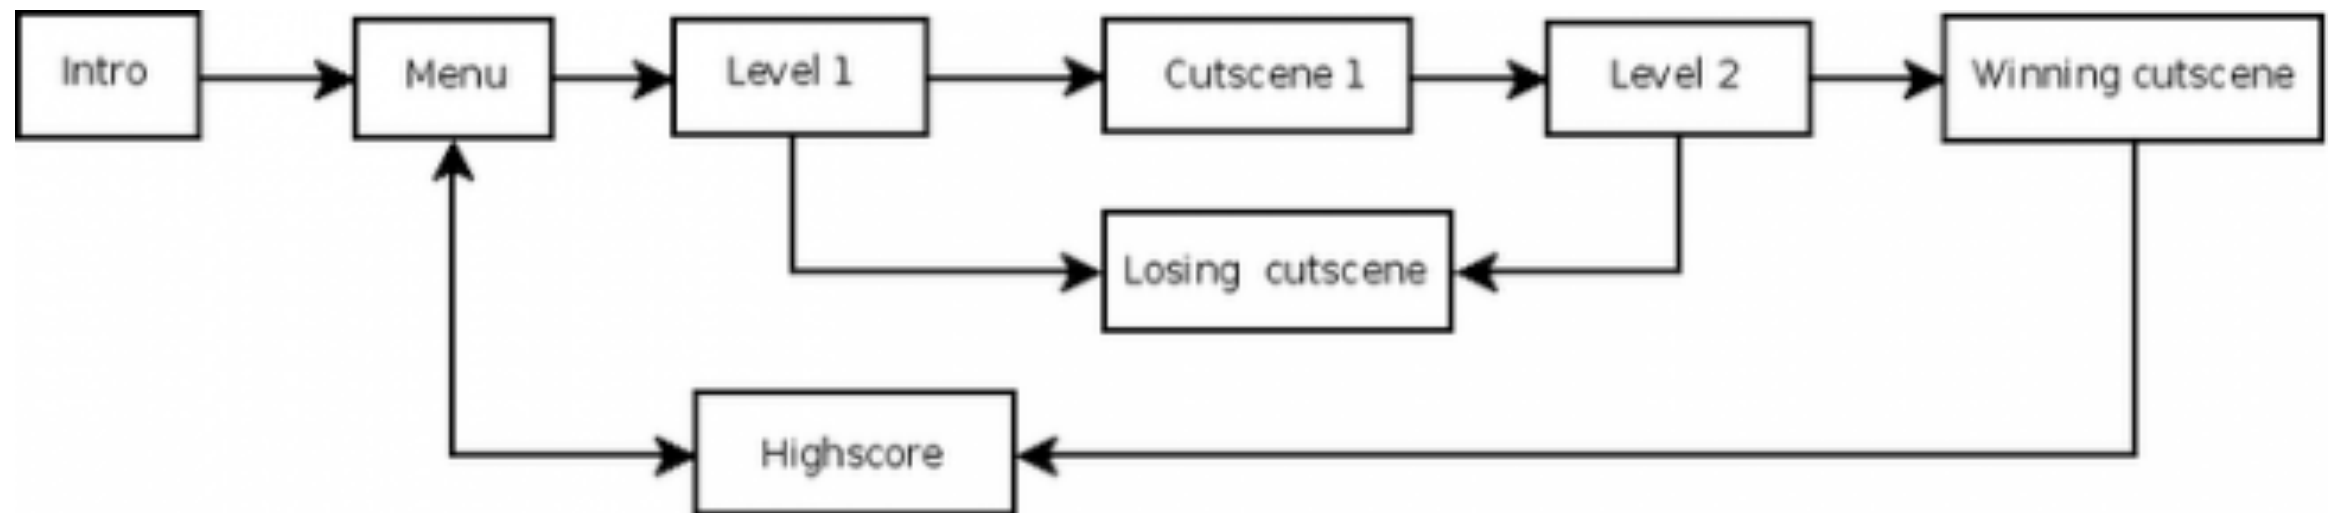 Intro
Menu
Level 1
Cutscene 1
Level 2
Winning cutscene
Losing cutscene
Highscore